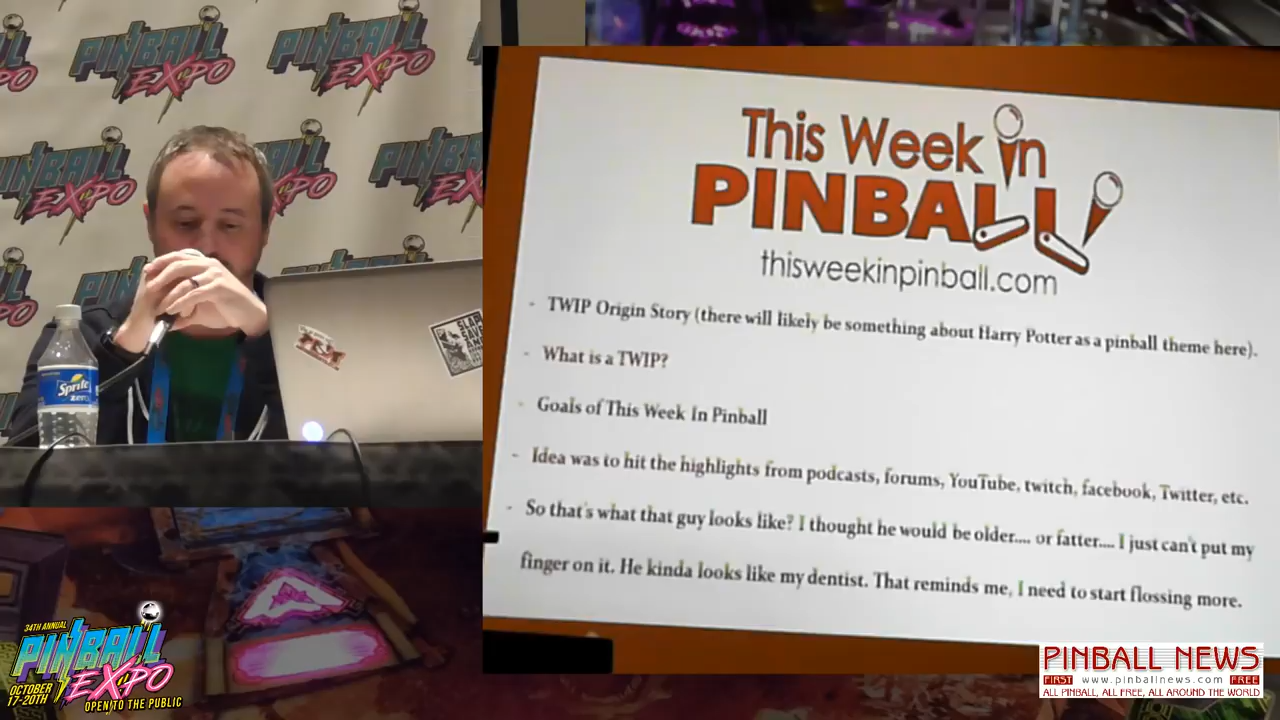 PINBALL
EXPO
PINBALL
EXPO
PINBALL
EXPO
PINBALL
EXPO
Sprite
zero
This Week in
PINBALL
thisweekinpinball.com
- TWIP Origin Story (there will likely be something about Harry Potter as a pinball theme here).
- What is a TWIP?
- Goals of This Week In Pinball
- Idea was to hit the highlights from podcasts, forums, YouTube, twitch, facebook, Twitter, etc.
- So that's what that guy looks like? I thought he would be older.... or fatter.... I just can't put my
finger on it. He kinda looks like my dentist. That reminds me, I need to start flossing more.
34TH ANNUAL
PINBALL
EXPO
OCTOBER
17-20TH
OPEN TO THE PUBLIC
PINBALL NEWS
FIRST www.pinballnews.com FREE
ALL PINBALL, ALL FREE, ALL AROUND THE WORLD